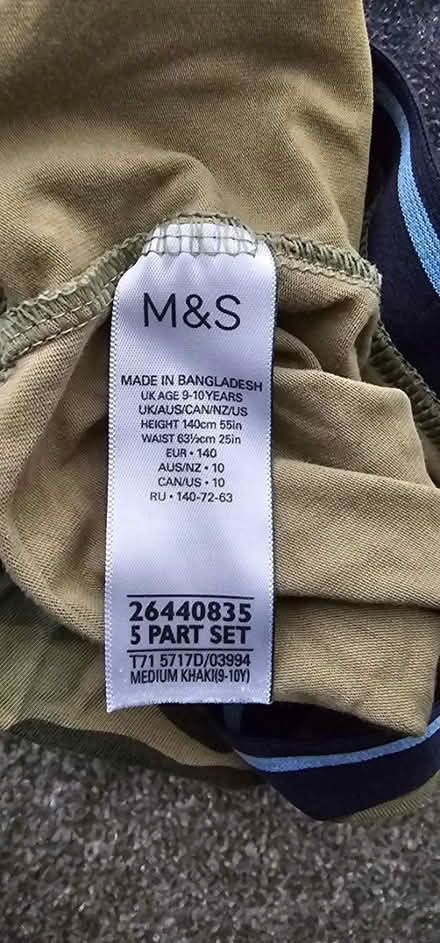 M&S
MADE IN BANGLADESH
UK AGE 9-10 YEARS
UK/AUS/CAN/NZ/US
HEIGHT 140cm 55in
WAIST 63½cm 25in
EUR • 140
AUS/NZ • 10
CAN/US • 10
RU • 140-72-63
26440835
5 PART SET
T71 5717D/03994
MEDIUM KHAKI(9-10Y)